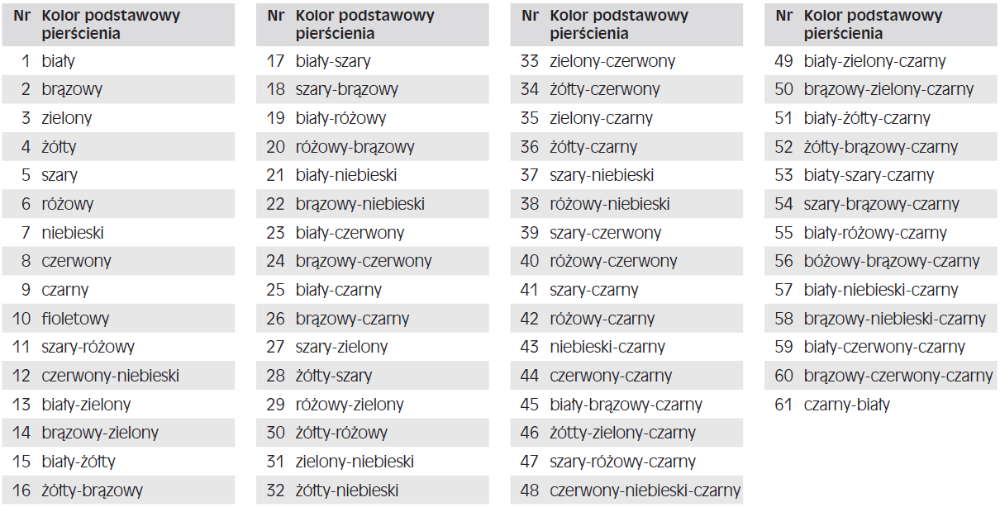 Nr Kolor podstawowy
pierścienia
1 biały
2 brązowy
3 zielony
4 żółty
5 szary
6 różowy
7 niebieski
8 czerwony
9 czarny
10 fioletowy
11 szary-różowy
12 czerwony-niebieski
13 biały-zielony
14 brązowy-zielony
15 biały-żółty
16 żółty-brązowy
Nr Kolor podstawowy
pierścienia
17 biały-szary
18 szary-brązowy
19 biały-różowy
20 różowy-brązowy
21 biały-niebieski
22 brązowy-niebieski
23 biały-czerwony
24 brązowy-czerwony
25 biały-czarny
26 brązowy-czarny
27 szary-zielony
28 żółty-szary
29 różowy-zielony
30 żółty-różowy
31 zielony-niebieski
32 żółty-niebieski
Nr Kolor podstawowy
pierścienia
33 zielony-czerwony
34 żółty-czerwony
35 zielony-czarny
36 żółty-czarny
37 szary-niebieski
38 różowy-niebieski
39 szary-czerwony
40 różowy-czerwony
41 szary-czarny
42 różowy-czarny
43 niebieski-czarny
44 czerwony-czarny
45 biały-brązowy-czarny
46 żótty-zielony-czarny
47 szary-różowy-czarny
48 czerwony-niebieski-czarny
Nr Kolor podstawowy
pierścienia
49 biały-zielony-czarny
50 brązowy-zielony-czarny
51 biały-żółty-czarny
52 żółty-brązowy-czarny
53 biaty-szary-czarny
54 szary-brązowy-czarny
55 biały-różowy-czarny
56 bóżowy-brązowy-czarny
57 biały-niebieski-czarny
58 brązowy-niebieski-czarny
59 biały-czerwony-czarny
60 brązowy-czerwony-czarny
61 czarny-biały